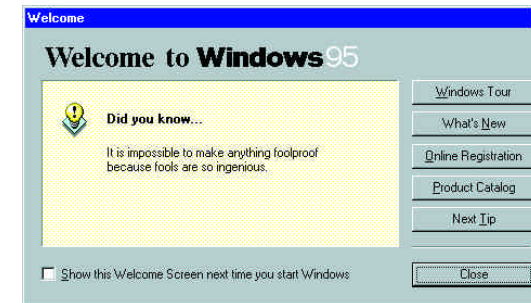 Welcome
Welcome to Windows95
Windows Tour
Did you know...
What's New
It is impossible to make anything foolproof
because fools are so ingenious.
Online Registration
Product Catalog
Next Tip
Show this Welcome Screen next time you start Windows
Close